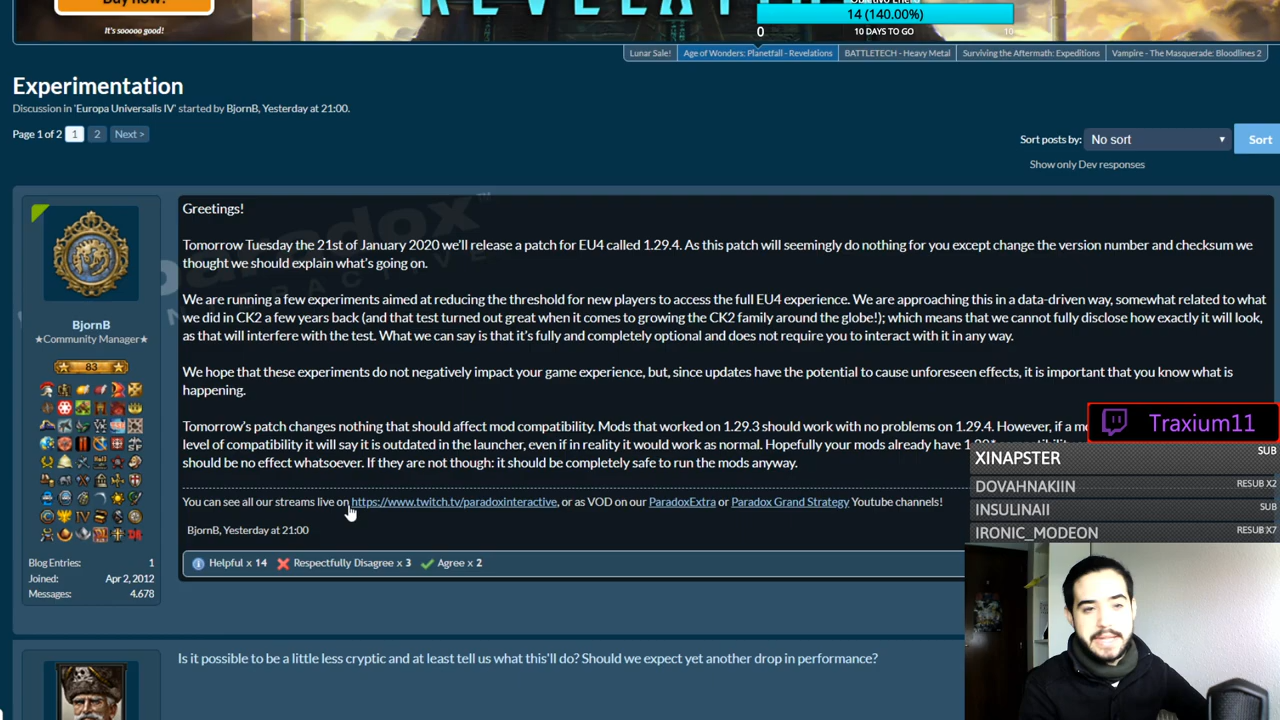 Buy now!
It's sooooo good!
14 (140.00%)
0
10 DAYS TO GO
10
Lunar Sale!
Age of Wonders: Planetfall - Revelations
BATTLETECH - Heavy Metal
Surviving the Aftermath: Expeditions
Vampire - The Masquerade: Bloodlines 2
Experimentation
Discussion in 'Europa Universalis IV' started by BjornB, Yesterday at 21:00.
Page 1 of 2 1 2 Next >
Sort posts by: No sort Sort
Show only Dev responses
BjornB
★Community Manager★
83
Blog Entries: 1
Joined: Apr 2, 2012
Messages: 4.678
Greetings!
Tomorrow Tuesday the 21st of January 2020 we'll release a patch for EU4 called 1.29.4. As this patch will seemingly do nothing for you except change the version number and checksum we
thought we should explain what's going on.
We are running a few experiments aimed at reducing the threshold for new players to access the full EU4 experience. We are approaching this in a data-driven way, somewhat related to what
we did in CK2 a few years back (and that test turned out great when it comes to growing the CK2 family around the globe!); which means that we cannot fully disclose how exactly it will look,
as that will interfere with the test. What we can say is that it's fully and completely optional and does not require you to interact with it in any way.
We hope that these experiments do not negatively impact your game experience, but, since updates have the potential to cause unforeseen effects, it is important that you know what is
happening.
Tomorrow's patch changes nothing that should affect mod compatibility. Mods that worked on 1.29.3 should work with no problems on 1.29.4. However, if a
level of compatibility it will say it is outdated in the launcher, even if in reality it would work as normal. Hopefully your mods already have
should be no effect whatsoever. If they are not though: it should be completely safe to run the mods anyway.
You can see all our streams live on https://www.twitch.tv/paradoxinteractive, or as VOD on our ParadoxExtra or Paradox Grand Strategy Youtube channels!
BjornB, Yesterday at 21:00
Helpful x 14 Respectfully Disagree x 3 Agree x 2
Is it possible to be a little less cryptic and at least tell us what this'll do? Should we expect yet another drop in performance?
Traxium11
XINAPSTER SUB
DOVAHNAKIIN RESUB X2
INSULINAII SUB
IRONIC_MODEON RESUB X7